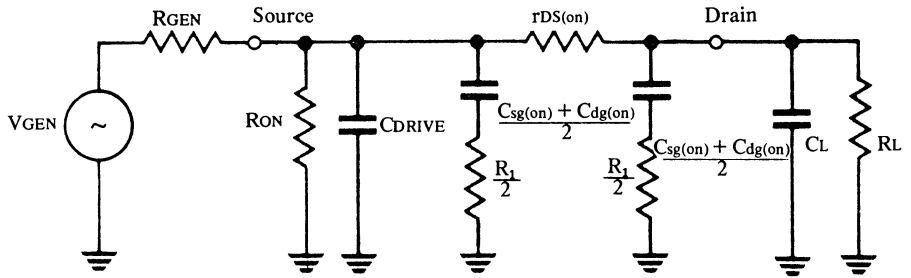 RGEN
Source
rDS(on)
Drain
VGEN
~
RON
CDRIVE
Csg(on) + Cdg(on)
2
R1
2
Csg(on) + Cdg(on)
2
R1
2
CL
RL